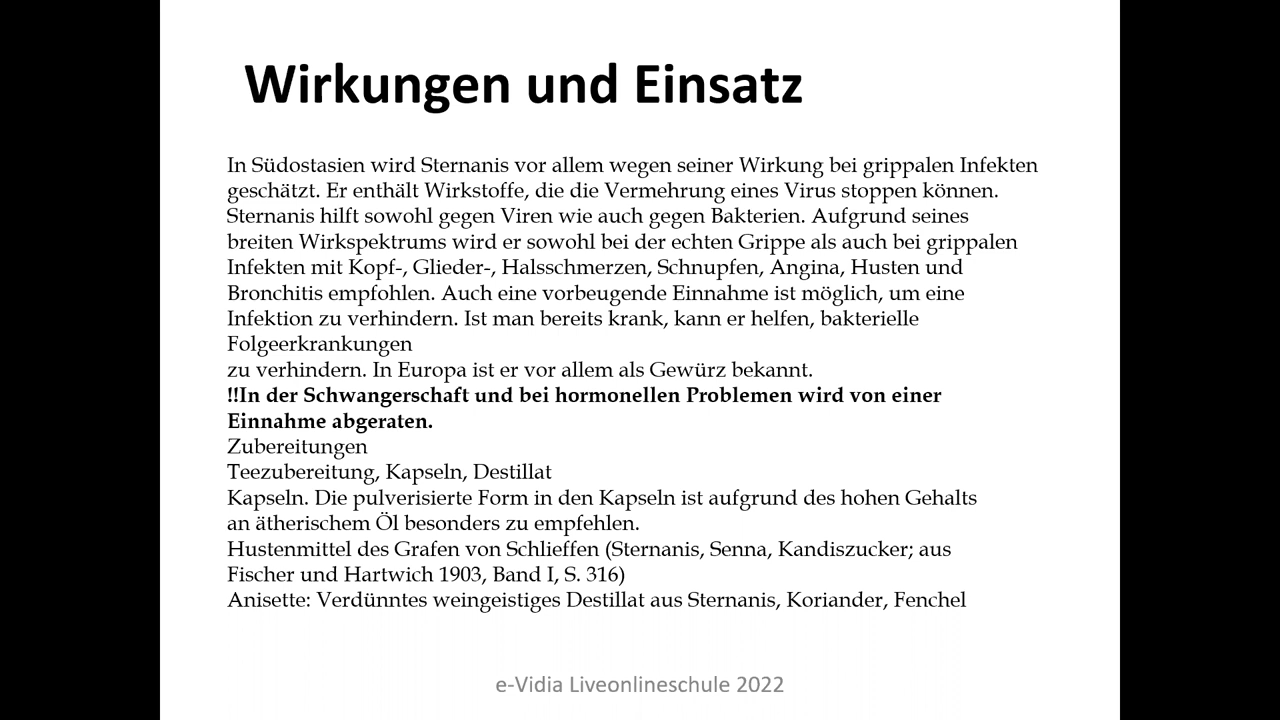 Wirkungen und Einsatz
In Südostasien wird Sternanis vor allem wegen seiner Wirkung bei grippalen Infekten
geschätzt. Er enthält Wirkstoffe, die die Vermehrung eines Virus stoppen können.
Sternanis hilft sowohl gegen Viren wie auch gegen Bakterien. Aufgrund seines
breiten Wirkspektrums wird er sowohl bei der echten Grippe als auch bei grippalen
Infekten mit Kopf-, Glieder-, Halsschmerzen, Schnupfen, Angina, Husten und
Bronchitis empfohlen. Auch eine vorbeugende Einnahme ist möglich, um eine
Infektion zu verhindern. Ist man bereits krank, kann er helfen, bakterielle
Folgeerkrankungen
zu verhindern. In Europa ist er vor allem als Gewürz bekannt.
!!In der Schwangerschaft und bei hormonellen Problemen wird von einer
Einnahme abgeraten.
Zubereitungen
Teezubereitung, Kapseln, Destillat
Kapseln. Die pulverisierte Form in den Kapseln ist aufgrund des hohen Gehalts
an ätherischem Öl besonders zu empfehlen.
Hustenmittel des Grafen von Schlieffen (Sternanis, Senna, Kandiszucker; aus
Fischer und Hartwich 1903, Band I, S. 316)
Anisette: Verdünntes weingeistiges Destillat aus Sternanis, Koriander, Fenchel
e-Vidia Liveonlineschule 2022